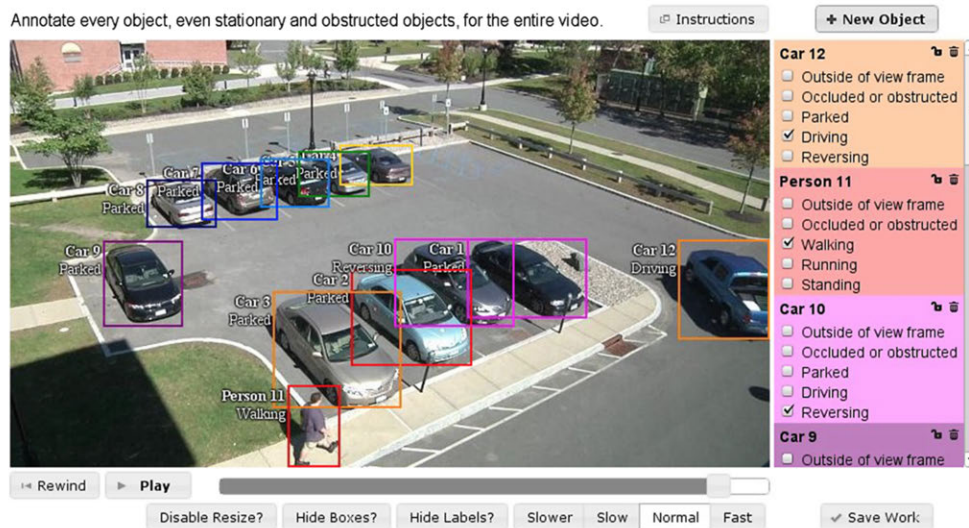 Annotate every object, even stationary and obstructed objects, for the entire video.
Instructions
+ New Object
Car 12
Outside of view frame
Occluded or obstructed
Parked
Driving
Reversing
Person 11
Outside of view frame
Occluded or obstructed
Walking
Running
Standing
Car 10
Outside of view frame
Occluded or obstructed
Parked
Driving
Reversing
Car 9
Outside of view frame
Car 7
Parked
Car 6
Parked
Parked
Parked
Car 8
Parked
Car 9
Parked
Car 10
Reversing
Car 1
Parked
Car 12
Driving
Car 2
Parked
Car 3
Parked
Person 11
Walking
Rewind
Play
Disable Resize?
Hide Boxes?
Hide Labels?
Slower
Slow
Normal
Fast
Save Work